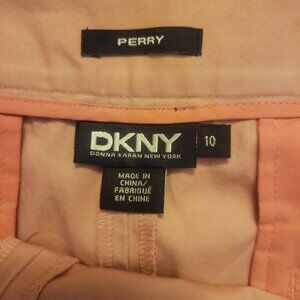 PERRY
DKNY
DONNA KARAN NEW YORK
10
MADE IN
CHINA/
FABRIQUÉ
EN CHINE